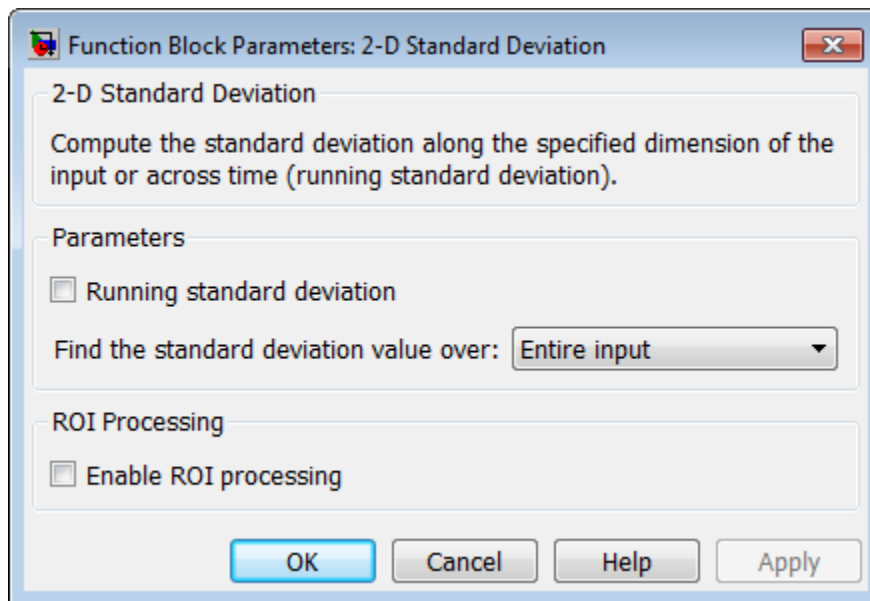 Function Block Parameters: 2-D Standard Deviation
2-D Standard Deviation
Compute the standard deviation along the specified dimension of the
input or across time (running standard deviation).
Parameters
Running standard deviation
Find the standard deviation value over: Entire input
ROI Processing
Enable ROI processing
OK Cancel Help Apply